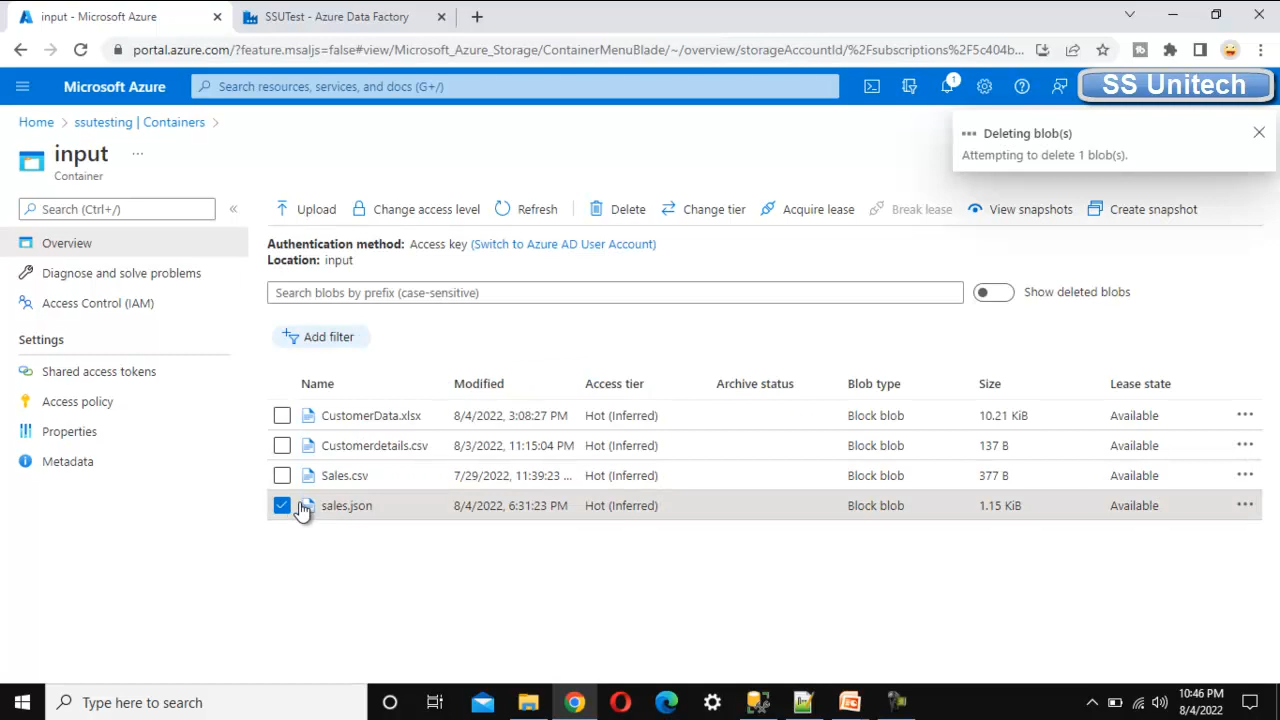 input - Microsoft Azure
SSUTest - Azure Data Factory
portal.azure.com/?feature.msaljs=false#view/Microsoft_Azure_Storage/ContainerMenuBlade/~/overview/storageAccountId/%2Fsubscriptions%2F5c404b...
Microsoft Azure
Search resources, services, and docs (G+/)
1
SS Unitech
Home > ssutesting | Containers >
input ...
Container
Deleting blob(s)
Attempting to delete 1 blob(s).
Search (Ctrl+/)
«
Upload Change access level Refresh Delete Change tier Acquire lease Break lease View snapshots Create snapshot
Overview
Diagnose and solve problems
Access Control (IAM)
Settings
Shared access tokens
Access policy
Properties
Metadata
Authentication method: Access key (Switch to Azure AD User Account)
Location: input
Search blobs by prefix (case-sensitive)
Show deleted blobs
Add filter
Name Modified Access tier Archive status Blob type Size Lease state
CustomerData.xlsx 8/4/2022, 3:08:27 PM Hot (Inferred) Block blob 10.21 KiB Available ...
Customerdetails.csv 8/3/2022, 11:15:04 PM Hot (Inferred) Block blob 137 B Available ...
Sales.csv 7/29/2022, 11:39:23 ... Hot (Inferred) Block blob 377 B Available ...
sales.json 8/4/2022, 6:31:23 PM Hot (Inferred) Block blob 1.15 KiB Available ...
Type here to search
10:46 PM
8/4/2022